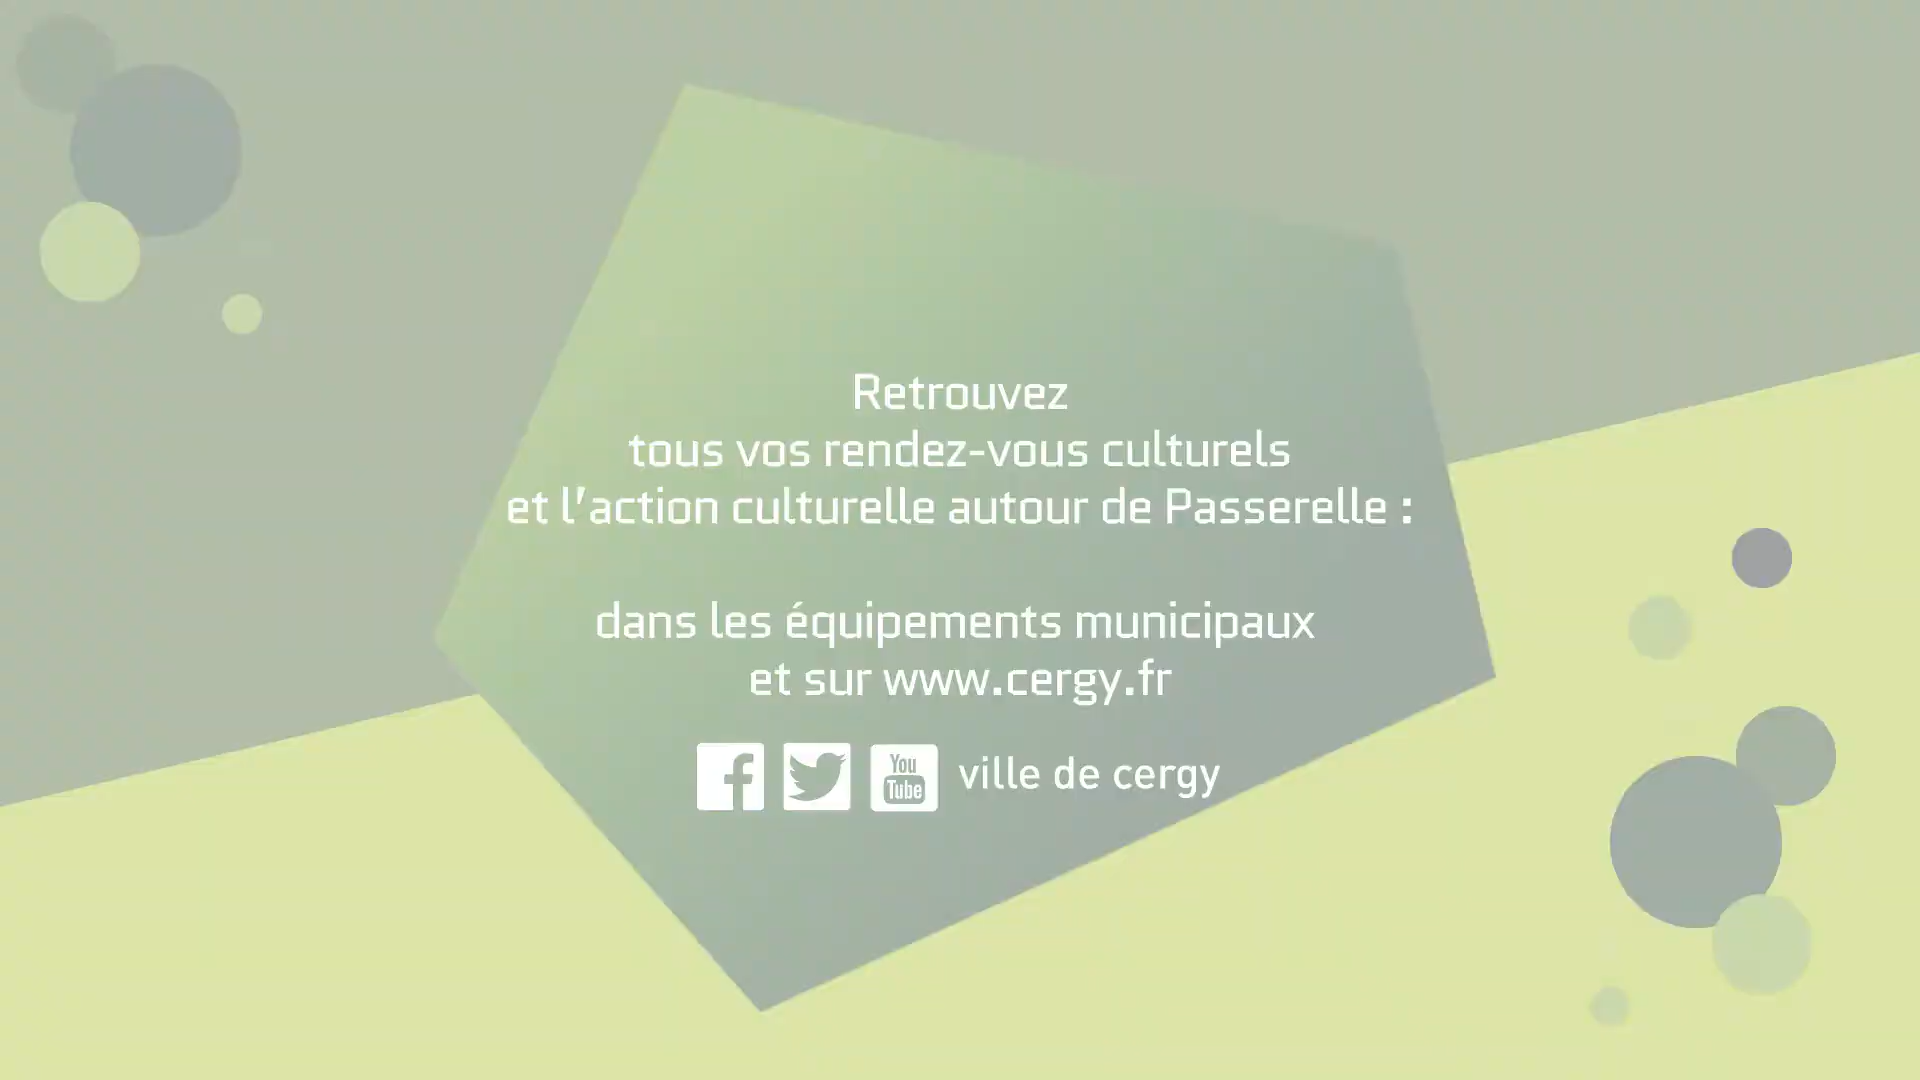 Retrouvez
tous vos rendez-vous culturels
et l'action culturelle autour de Passerelle :
dans les équipements municipaux
et sur www.cergy.fr
You Tube ville de cergy